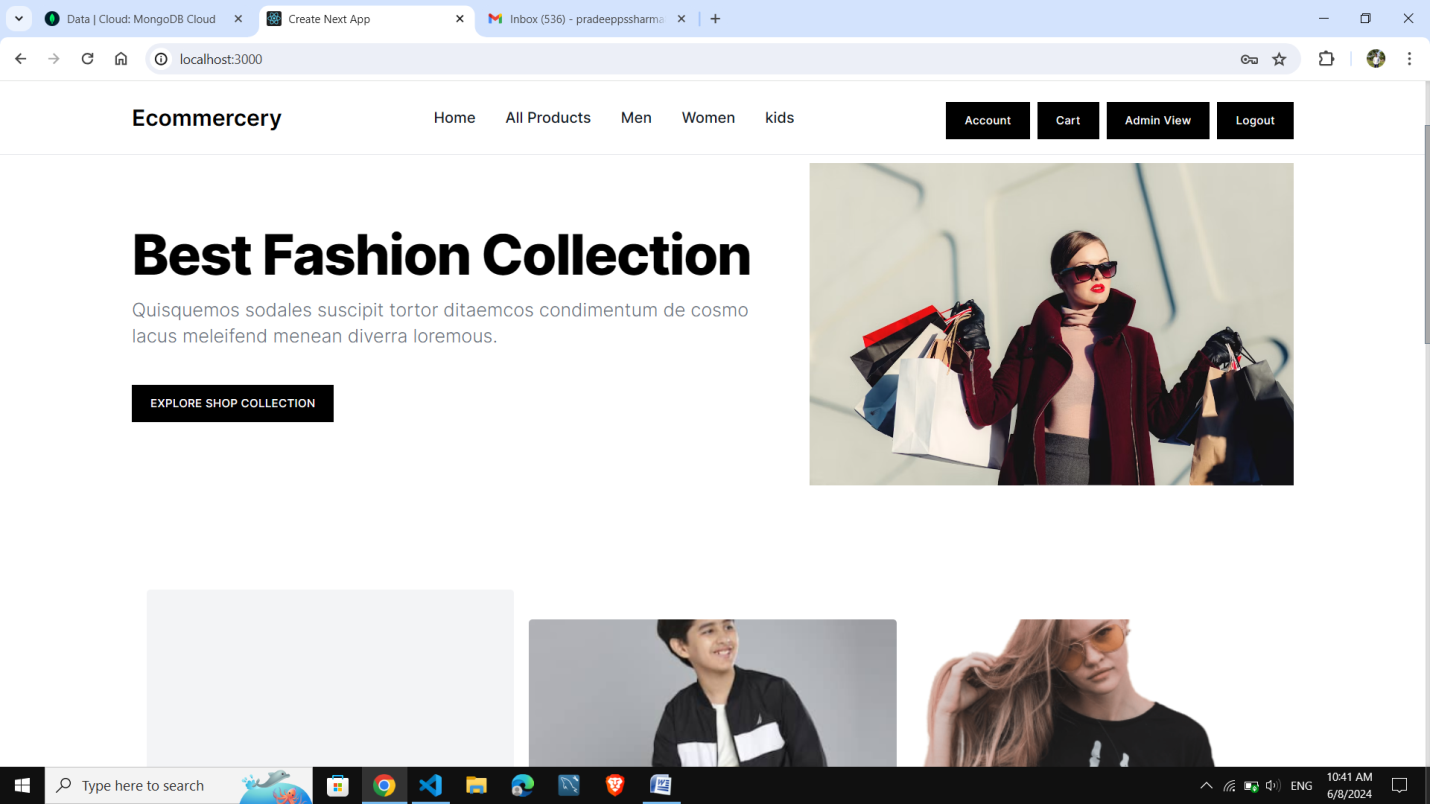 Data | Cloud: MongoDB Cloud
Create Next App
Inbox (536) - pradeeppssharma
localhost:3000
Ecommercery
Home
All Products
Men
Women
kids
Account
Cart
Admin View
Logout
Best Fashion Collection
Quisquemos sodales suscipit tortor ditaemcos condimentum de cosmo
lacus meleifend menean diverra loremous.
EXPLORE SHOP COLLECTION
Type here to search
ENG
10:41 AM
6/8/2024